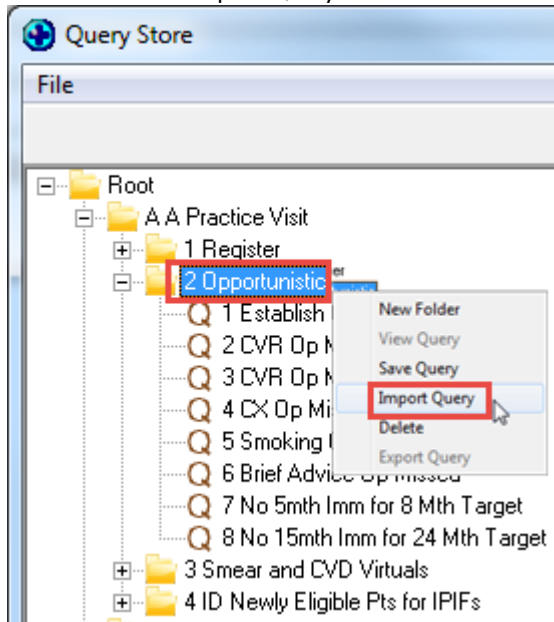 Query Store
File
Root
A A Practice Visit
1 Register
2 Opportunistic
1 Establish
New Folder
2 CVR Op
View Query
3 CVR Op
Save Query
4 CX Op Mi
Import Query
5 Smoking
Delete
6 Brief Advice Op Missed
Export Query
7 No 5mth Imm for 8 Mth Target
8 No 15mth Imm for 24 Mth Target
3 Smear and CVD Virtuals
4 ID Newly Eligible Pts for IPIFs